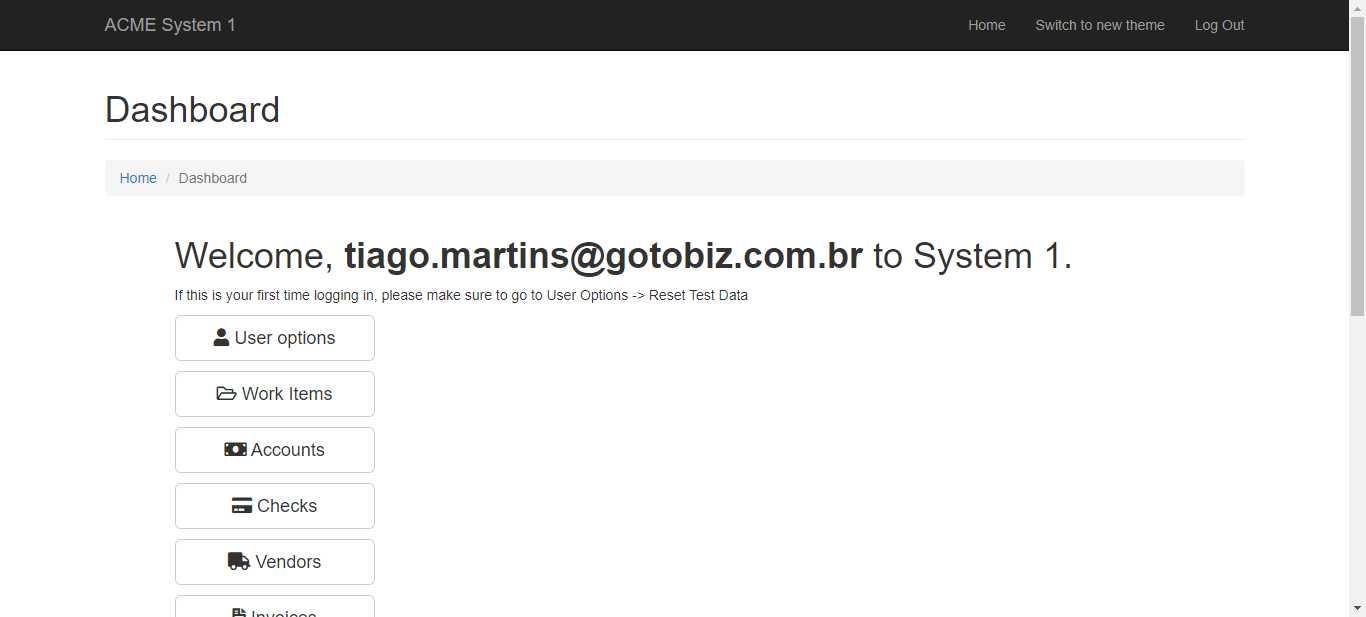 ACME System 1
Home
Switch to new theme
Log Out
Dashboard
Home / Dashboard
Welcome, tiago.martins@gotobiz.com.br to System 1.
If this is your first time logging in, please make sure to go to User Options -> Reset Test Data
User options
Work Items
Accounts
Checks
Vendors
Invoices